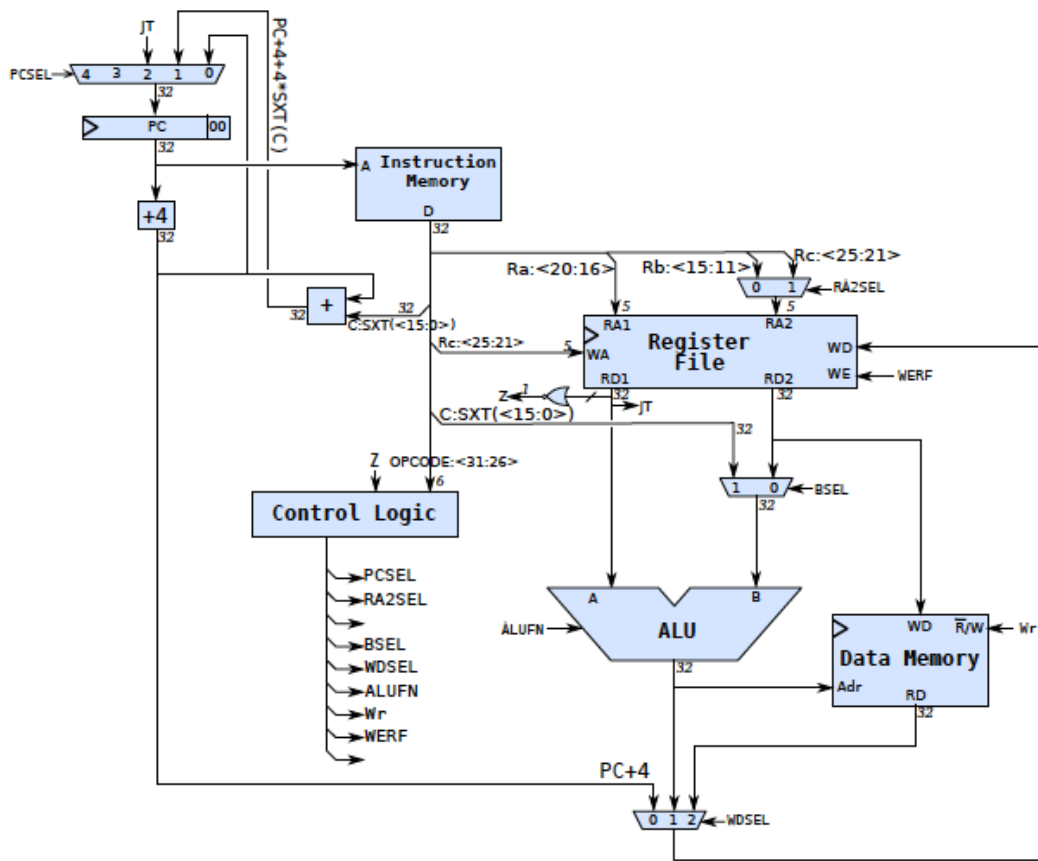 JT
PCSEL
4 3 2 1 0
32
PC+4+4*SXT(C)
PC
00
32
A Instruction
Memory
D
32
+4
32
Ra:<20:16>
Rb:<15:11>
Rc:<25:21>
0 1
RA2SEL
5
5
+
32
32
C:SXT(<15:0>)
Rc:<25:21>
5
RA1
RA2
WA
Register
File
WD
WE
WERF
RD1
RD2
32
32
Z
1
JT
C:SXT(<15:0>)
32
Z OPCODE:<31:26>
6
1 0
BSEL
32
Control Logic
PCSEL
RA2SEL
BSEL
WDSEL
ALUFN
Wr
WERF
A
B
ALUFN
ALU
32
WD
R/W
Wr
Data Memory
Adr
RD
32
PC+4
0 1 2
WDSEL